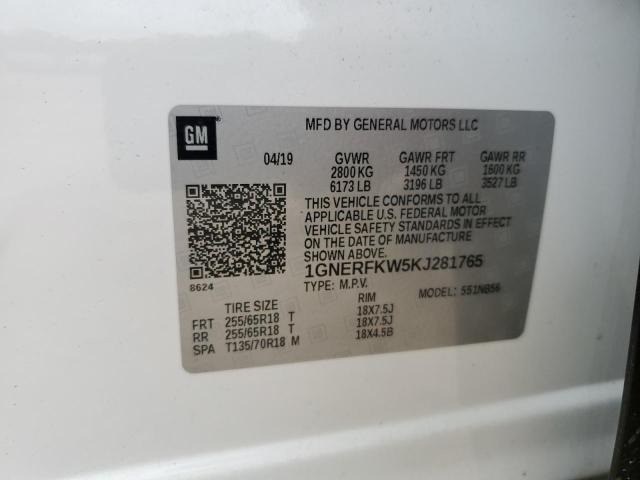 GM
MFD BY GENERAL MOTORS LLC
04/19 GVWR GAWR FRT GAWR RR
2800 KG 1450 KG 1600 KG
6173 LB 3196 LB 3527 LB
THIS VEHICLE CONFORMS TO ALL
APPLICABLE U.S. FEDERAL MOTOR
VEHICLE SAFETY STANDARDS IN
EFFECT ON THE DATE OF MANUFACTURE
SHOWN ABOVE.
1GNERFKW5KJ281765
8624
TYPE: M.P.V. MODEL: 551NB56
TIRE SIZE RIM
FRT 255/65R18 T 18X7.5J
RR 255/65R18 T 18X7.5J
SPA T135/70R18 M 18X4.5B